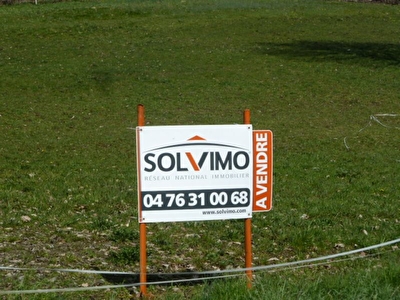 SOLVIMO
RÉSEAU NATIONAL IMMOBILIER
04 76 31 00 68
www.solvimo.com
A VENDRE